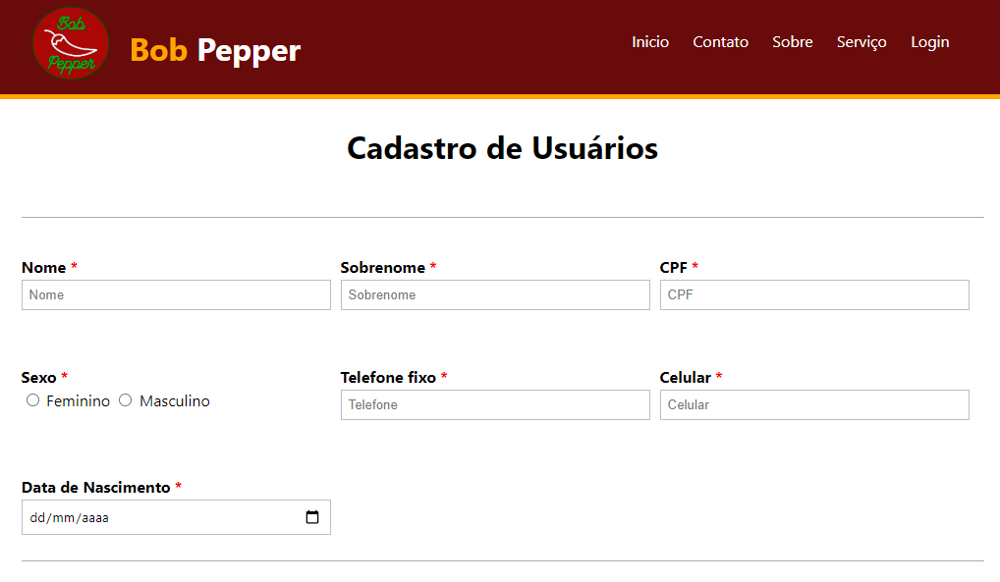 Bob
Pepper
Bob Pepper
Inicio Contato Sobre Serviço Login
Cadastro de Usuários
Nome * Sobrenome * CPF *
Nome Sobrenome CPF
Sexo * Telefone fixo * Celular *
Feminino Masculino Telefone Celular
Data de Nascimento *
dd/mm/aaaa